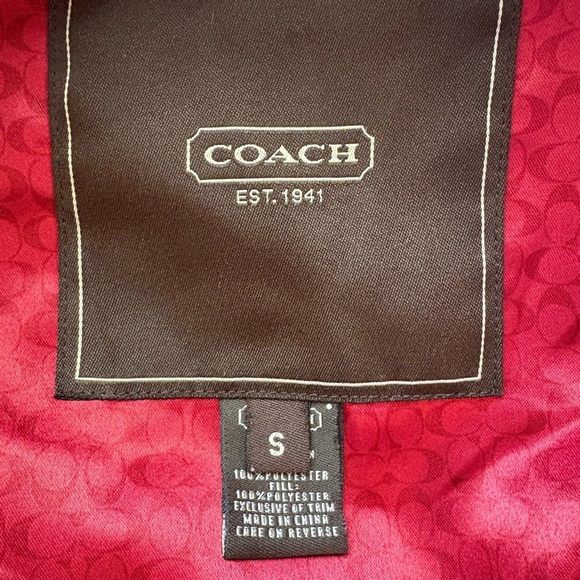 COACH
EST. 1941
S
100%POLYESTER
FILL:
100%POLYESTER
EXCLUSIVE OF TRIM
MADE IN CHINA
CARE ON REVERSE